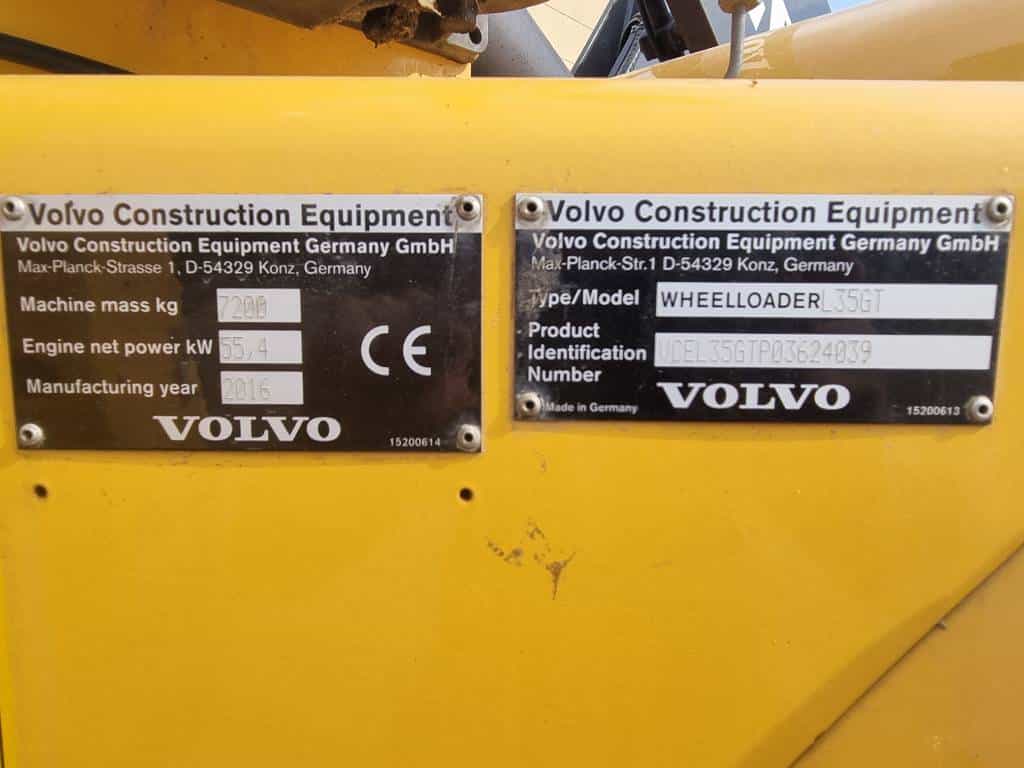 Volvo Construction Equipment
Volvo Construction Equipment Germany GmbH
Max-Planck-Strasse 1, D-54329 Konz, Germany
Machine mass kg 7200
Engine net power kW 55,4
Manufacturing year 2016
CE
VOLVO
15200614
Volvo Construction Equipment
Volvo Construction Equipment Germany GmbH
Max-Planck-Str.1 D-54329 Konz, Germany
Type/Model WHEELLOADER L35GT
Product
Identification VCEL35GTP03624039
Number
Made in Germany
VOLVO
15200613